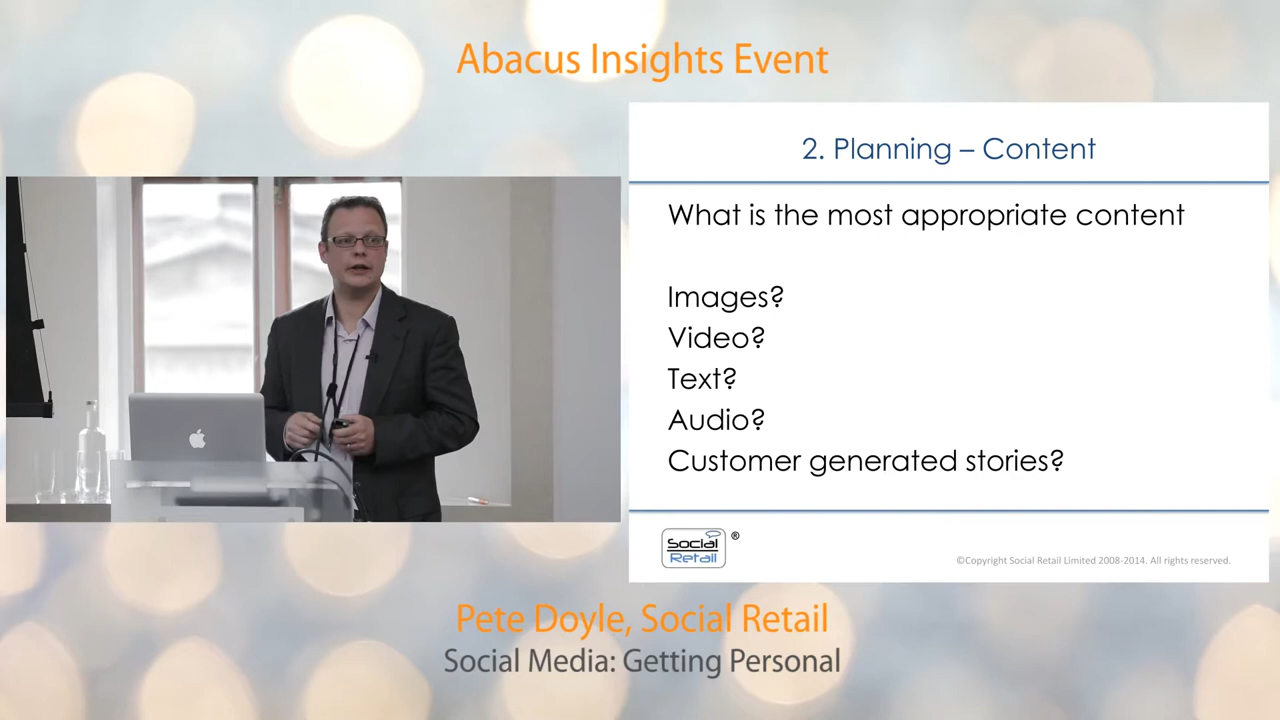 Abacus Insights Event
2. Planning – Content
What is the most appropriate content
Images?
Video?
Text?
Audio?
Customer generated stories?
Social
Retail
®
©Copyright Social Retail Limited 2008-2014. All rights reserved.
Pete Doyle, Social Retail
Social Media: Getting Personal